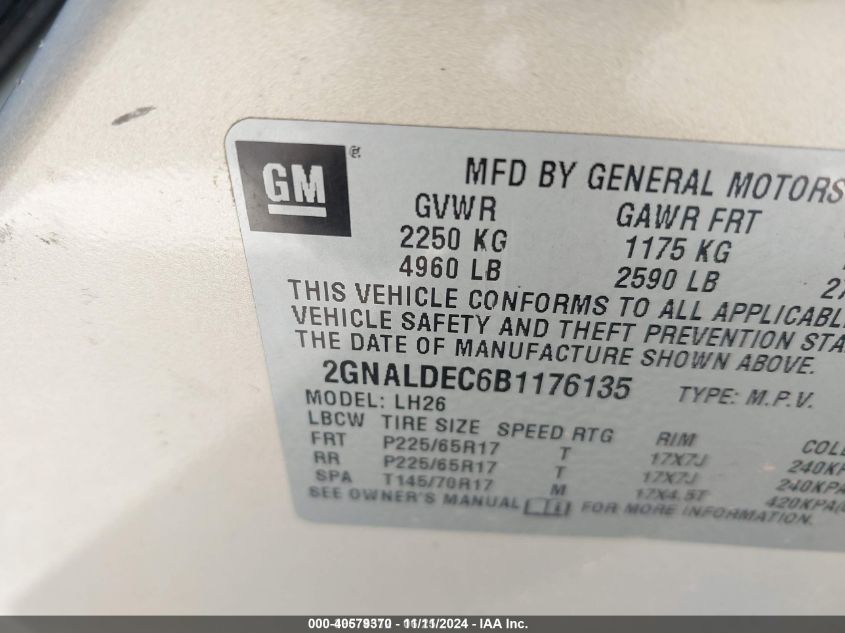 GM ®
MFD BY GENERAL MOTORS
GVWR GAWR FRT
2250 KG 1175 KG
4960 LB 2590 LB
THIS VEHICLE CONFORMS TO ALL APPLICABL
VEHICLE SAFETY AND THEFT PREVENTION STA
THE DATE OF MANUFACTURE SHOWN ABOVE.
2GNALDEC6B1176135 TYPE: M.P.V.
MODEL: LH26
LBCW TIRE SIZE SPEED RTG RIM COL
FRT P225/65R17 T 17X7J 240KP
RR P225/65R17 T 17X7J 240KPA
SPA T145/70R17 M 17X4.5T 420KPA(
SEE OWNER'S MANUAL FOR MORE INFORMATION.
000-40579370 - 11/11/2024 - IAA Inc.